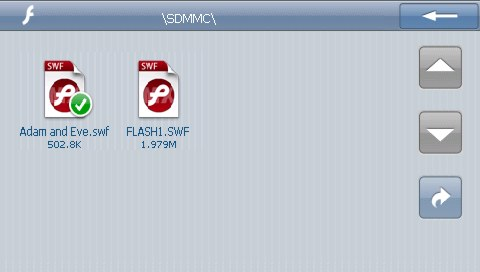 \SDMMC\
SWF
SWF
Adam and Eve.swf
502.8K
FLASH1.SWF
1.979M